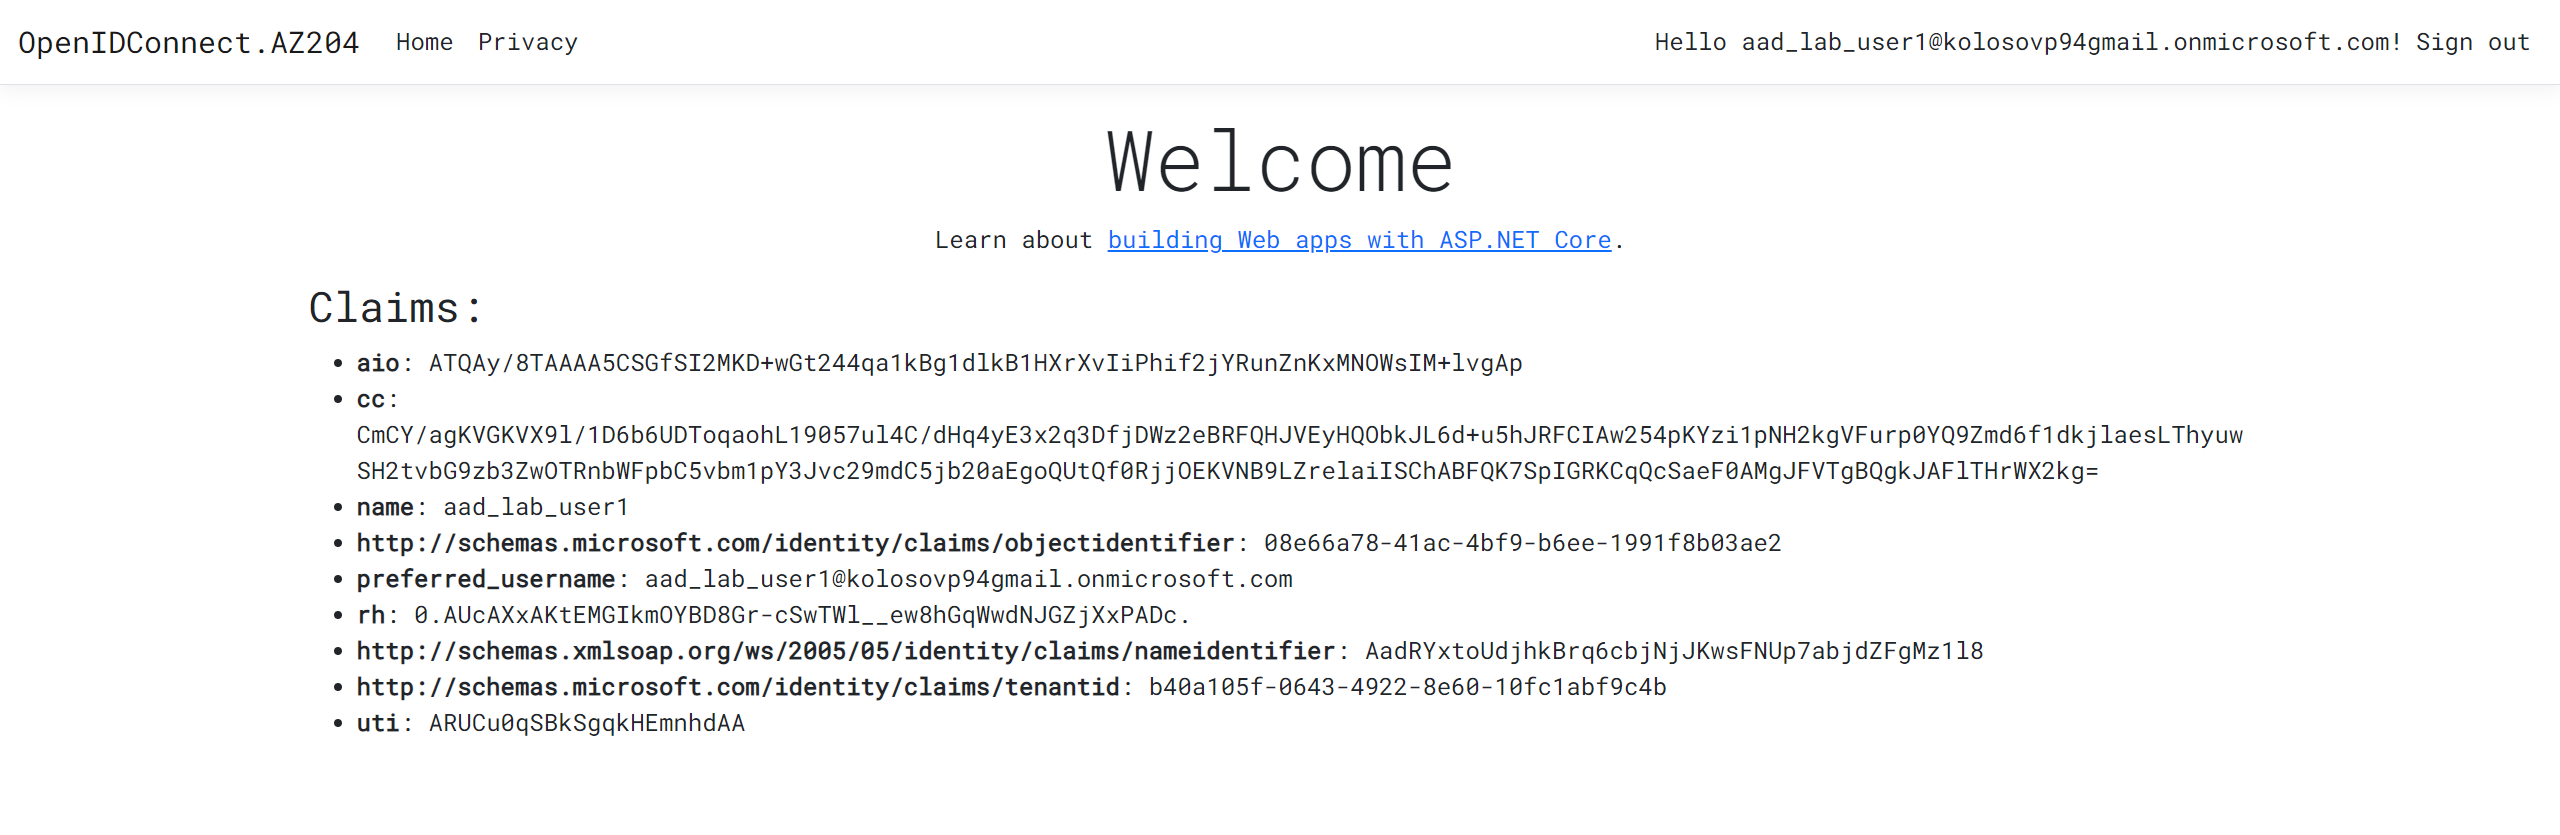 OpenIDConnect.AZ204 Home Privacy Hello aad_lab_user1@kolosovp94gmail.onmicrosoft.com! Sign out
Welcome
Learn about building Web apps with ASP.NET Core.
Claims:
• aio: ATQAy/8TAAAA5CSGfSI2MKD+wGt244qa1kBg1dlkB1HXrXvIiPhif2jYRunZnKxMNOWsIM+lvgAp
• cc:
CmCY/agKVGKVX9l/1D6b6UDToqaohL19057ul4C/dHq4yE3x2q3DfjDWz2eBRFQHJVEyHQObkJL6d+u5hJRFCIAw254pKYzi1pNH2kgVFurp0YQ9Zmd6f1dkjlaesLThyuw
SH2tvbG9zb3ZwOTRnbWFpbC5vbm1pY3Jvc29mdC5jb20aEgoQUtQf0RjjOEKVNB9LZrelaiISChABFQK7SpIGRKCqQcSaeF0AMgJFVTgBQgkJAFlTHrWX2kg=
• name: aad_lab_user1
• http://schemas.microsoft.com/identity/claims/objectidentifier: 08e66a78-41ac-4bf9-b6ee-1991f8b03ae2
• preferred_username: aad_lab_user1@kolosovp94gmail.onmicrosoft.com
• rh: 0.AUcAXxAKtEMGIkmOYBD8Gr-cSwTWl__ew8hGqWwdNJGZjXxPADc.
• http://schemas.xmlsoap.org/ws/2005/05/identity/claims/nameidentifier: AadRYxtoUdjhkBrq6cbjNjJKwsFNUp7abjdZFgMz1l8
• http://schemas.microsoft.com/identity/claims/tenantid: b40a105f-0643-4922-8e60-10fc1abf9c4b
• uti: ARUCu0qSBkSgqkHEmnhdAA